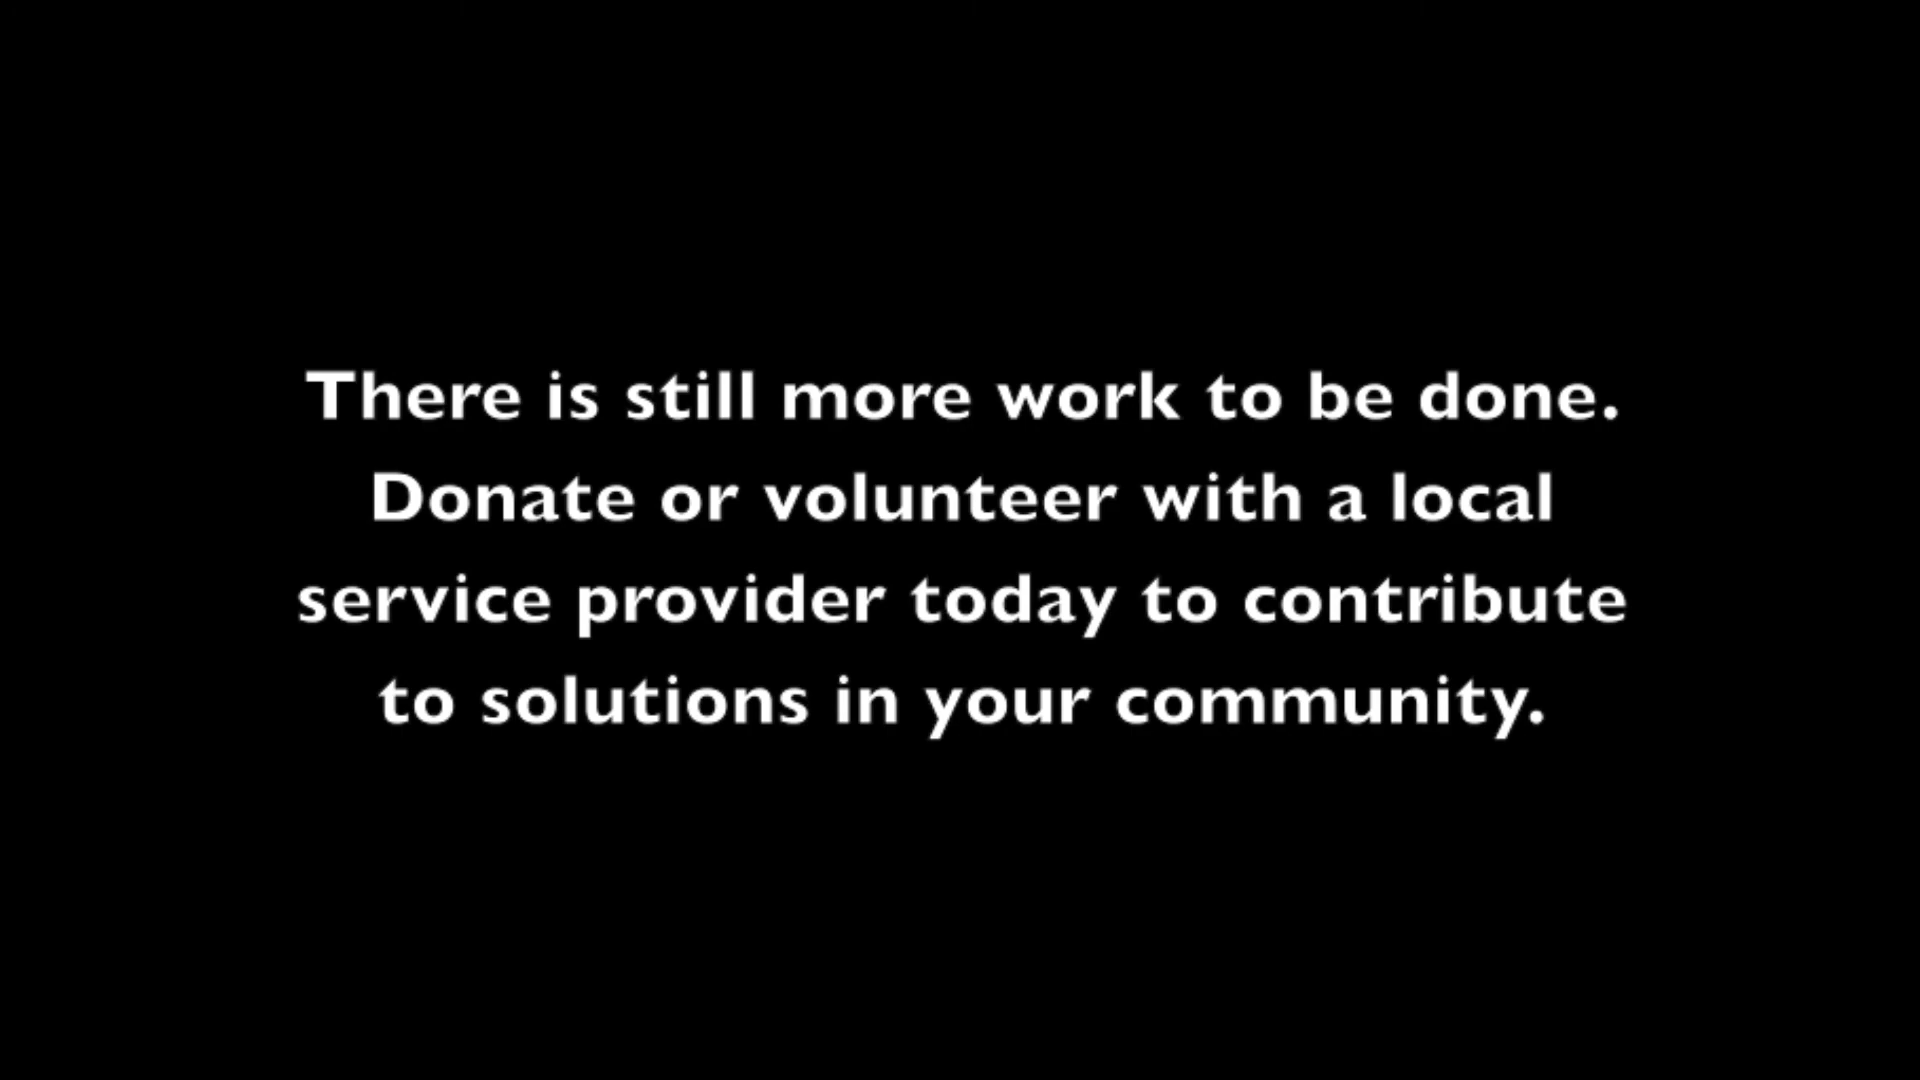 There is still more work to be done.
Donate or volunteer with a local
service provider today to contribute
to solutions in your community.